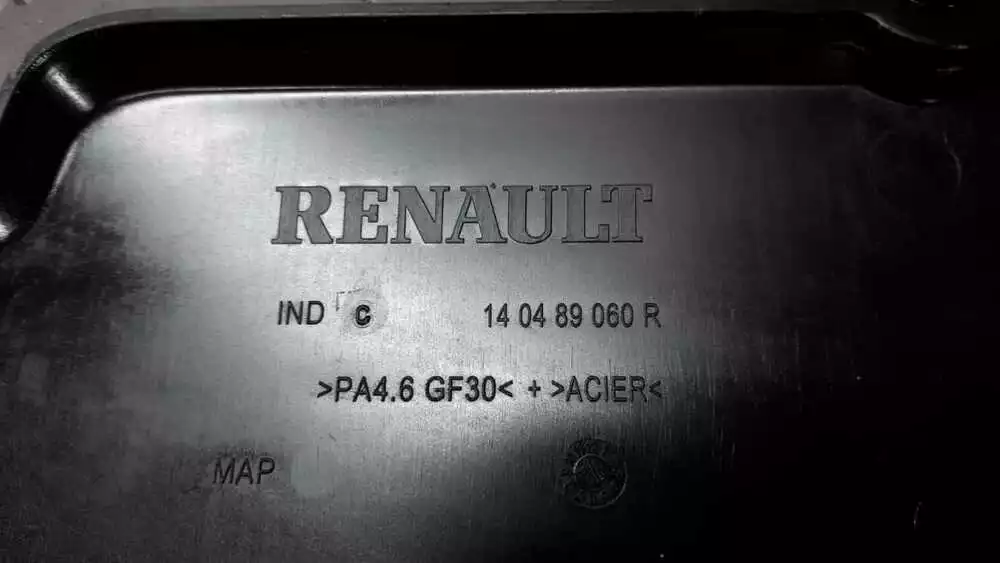 RENAULT
IND C 14 04 89 060 R
>PA4.6 GF30< + >ACIER<
MAP